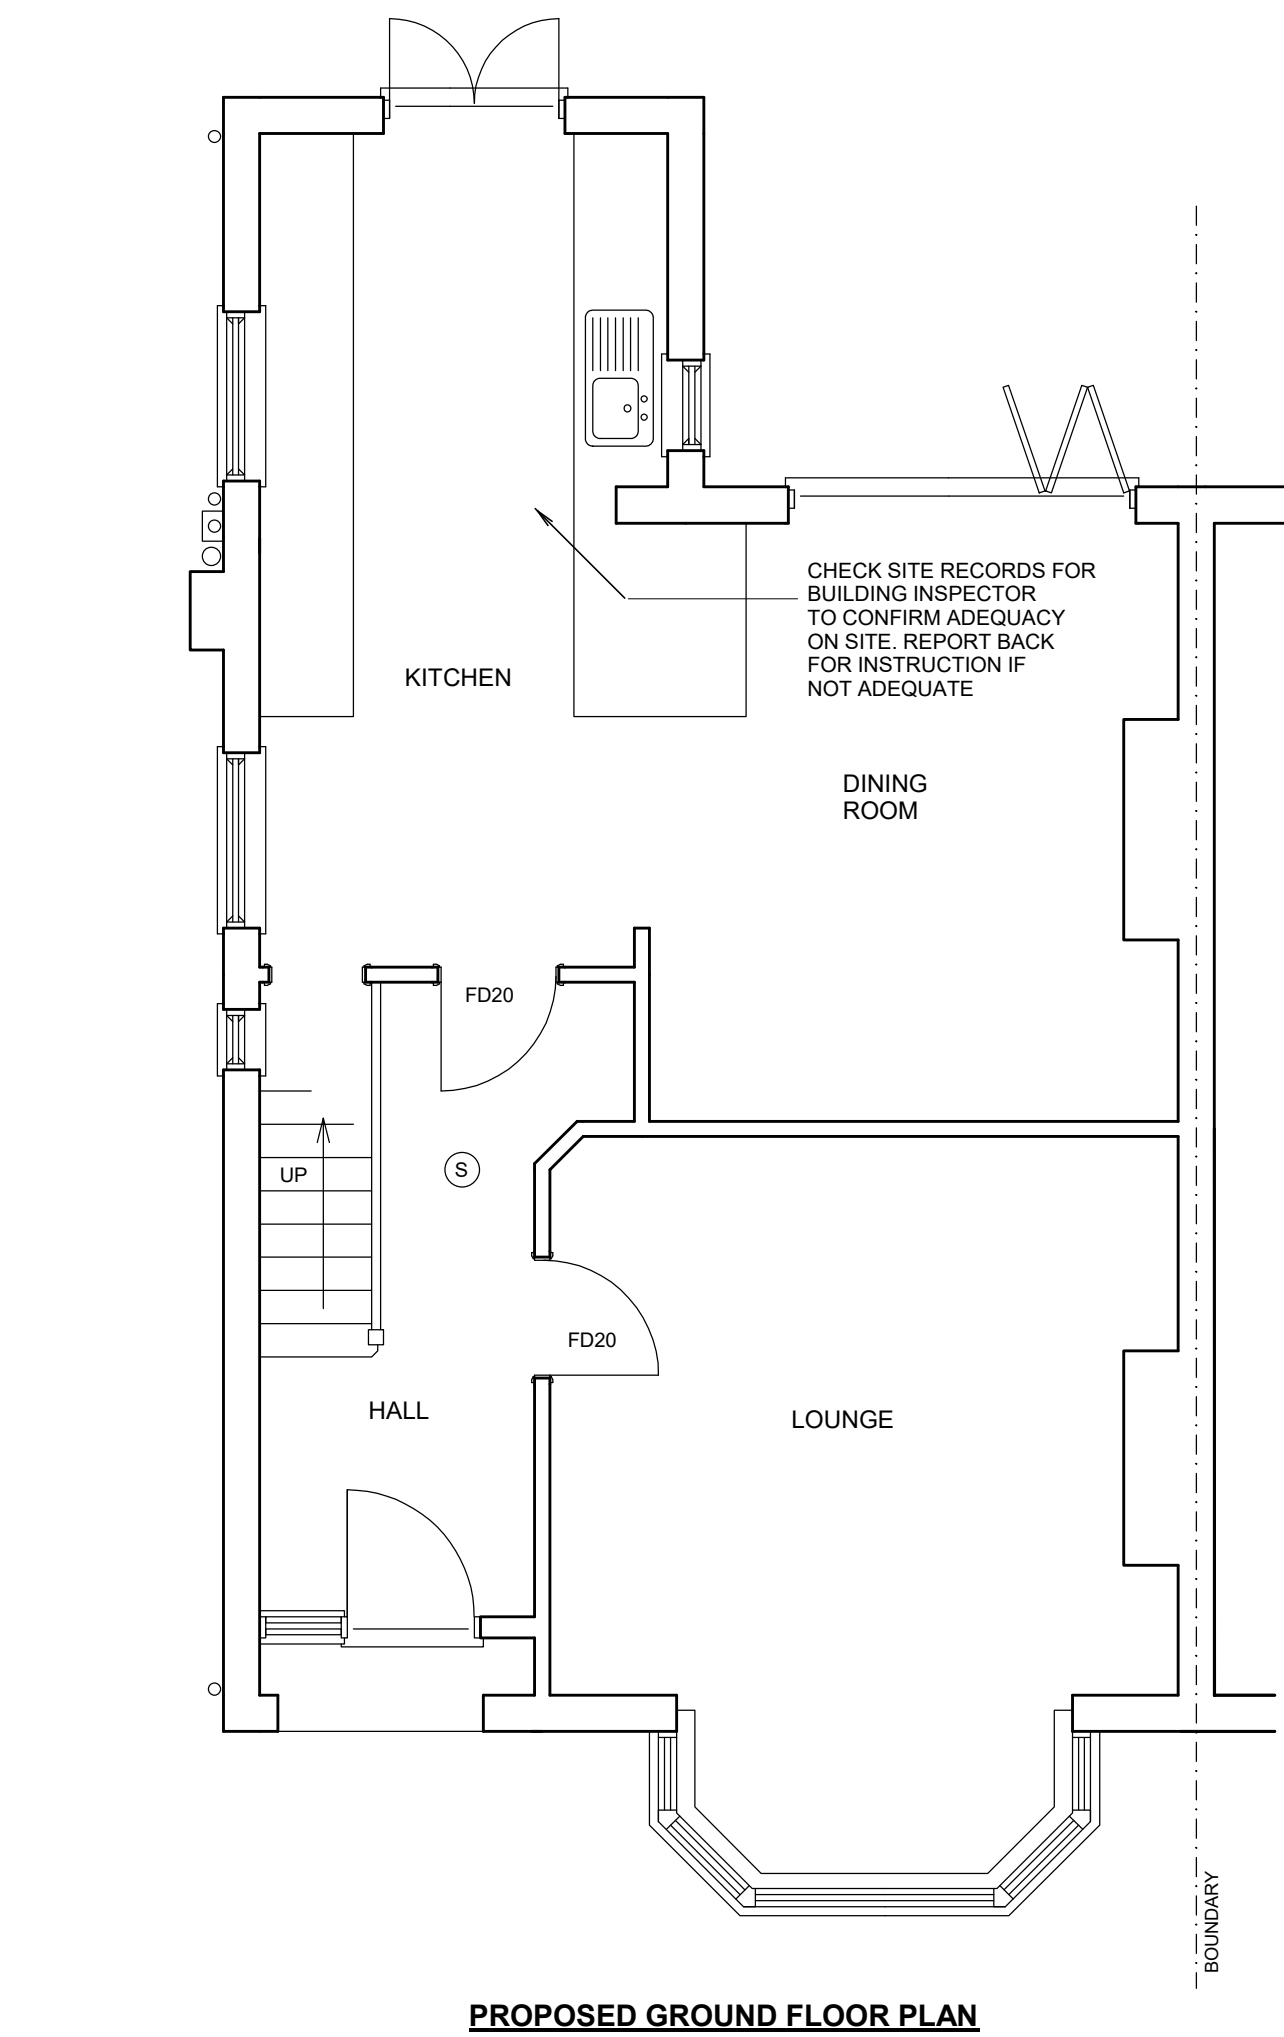 CHECK SITE RECORDS FOR
BUILDING INSPECTOR
TO CONFIRM ADEQUACY
ON SITE. REPORT BACK
FOR INSTRUCTION IF
NOT ADEQUATE
KITCHEN
DINING
ROOM
FD20
UP
S
FD20
HALL
LOUNGE
BOUNDARY
PROPOSED GROUND FLOOR PLAN